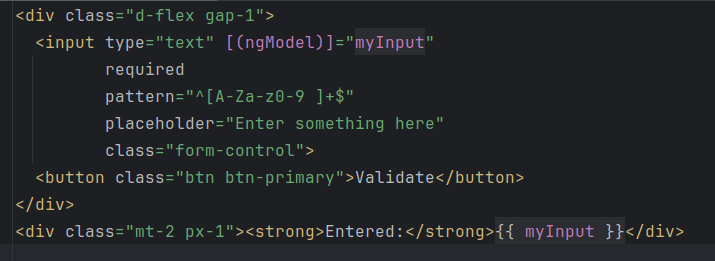 <div class="d-flex gap-1">
<input type="text" [(ngModel)]="myInput"
required
pattern="^[A-Za-z0-9 ]+$"
placeholder="Enter something here"
class="form-control">
<button class="btn btn-primary">Validate</button>
</div>
<div class="mt-2 px-1"><strong>Entered:</strong>{{ myInput }}</div>